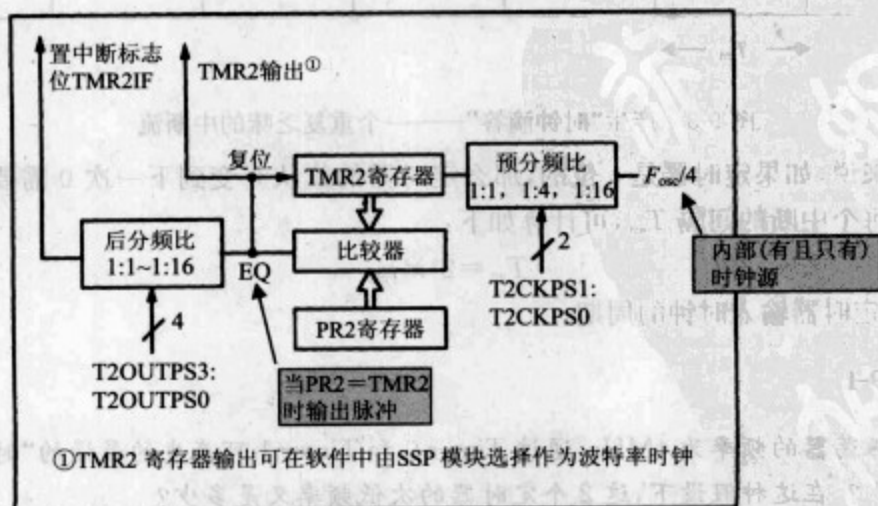 置中断标志
位TMR2IF
TMR2输出①
复位
TMR2寄存器
预分频比
1:1，1:4，1:16
Fosc/4
后分频比
1:1~1:16
EQ
比较器
2
内部(有且只有)
时钟源
T2CKPS1:
T2CKPS0
4
PR2寄存器
T2OUTPS3:
T2OUTPS0
当PR2＝TMR2
时输出脉冲
①TMR2 寄存器输出可在软件中由SSP 模块选择作为波特率时钟